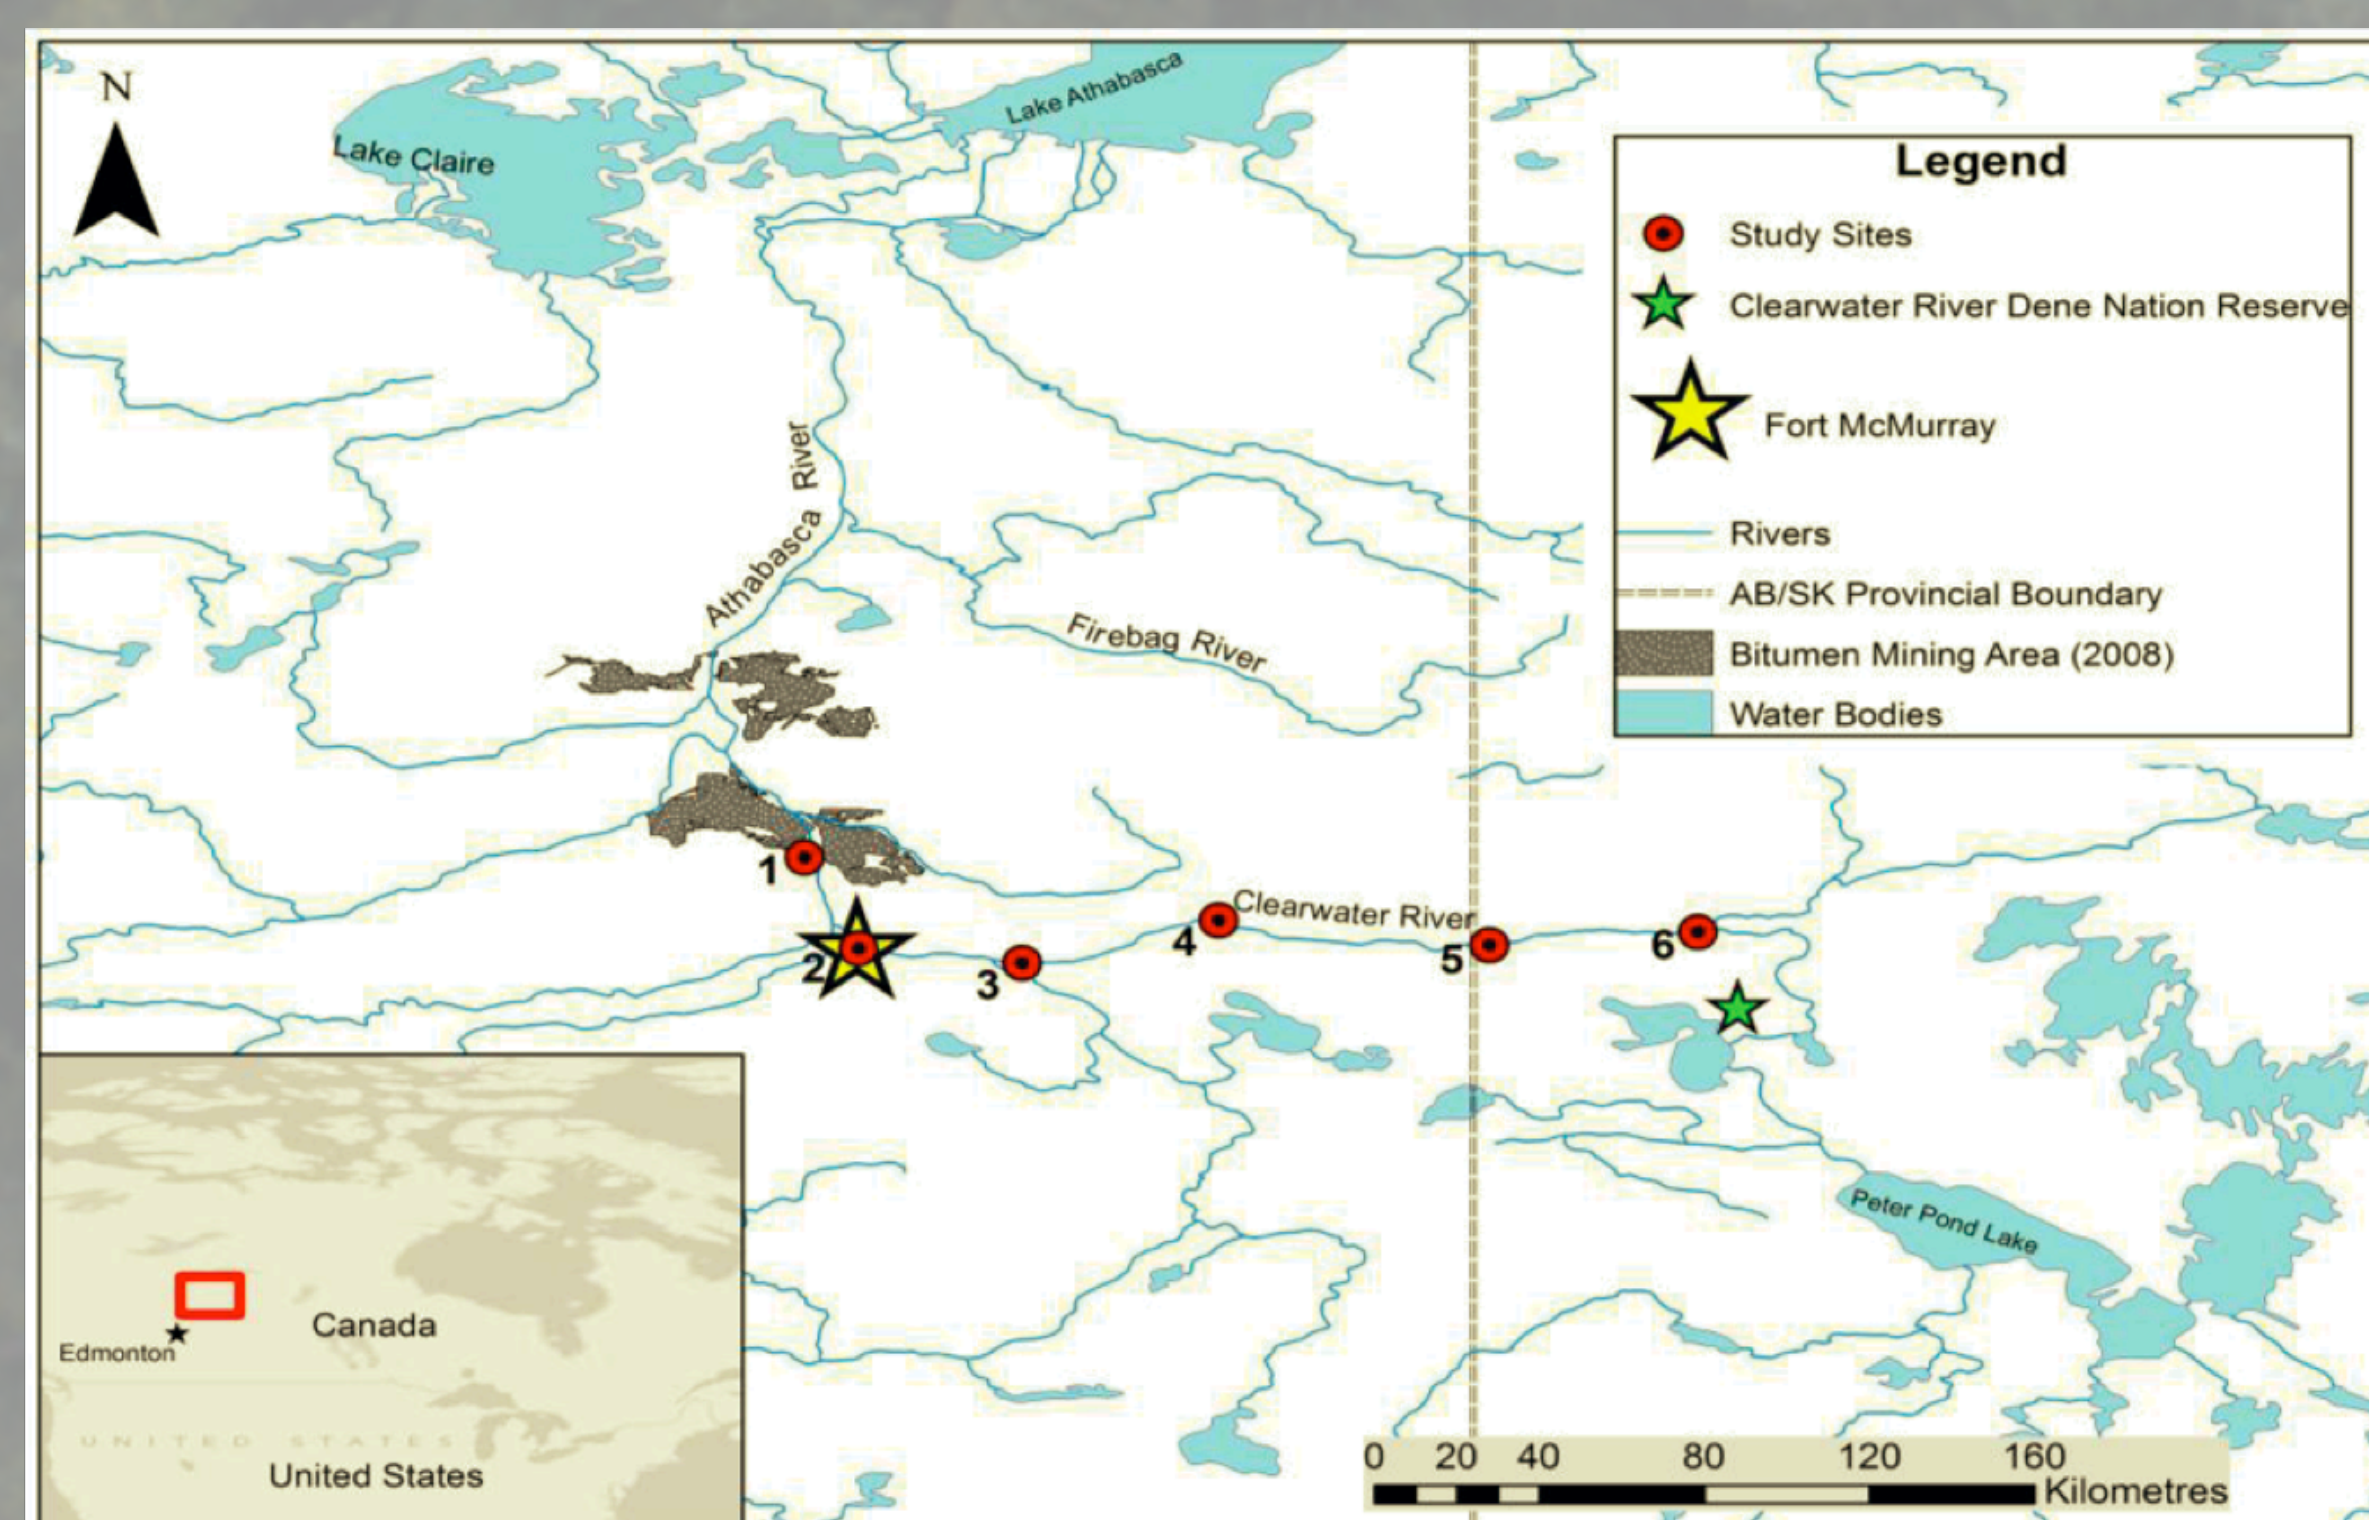 N
Lake Claire
Lake Athabasca
Legend
Study Sites
Clearwater River Dene Nation Reserve
Fort McMurray
Rivers
AB/SK Provincial Boundary
Bitumen Mining Area (2008)
Water Bodies
Athabasca River
Firebag River
Clearwater River
1
2
3
4
5
6
Peter Pond Lake
Canada
Edmonton
UNITED STATES
United States
0 20 40 80 120 160
Kilometres